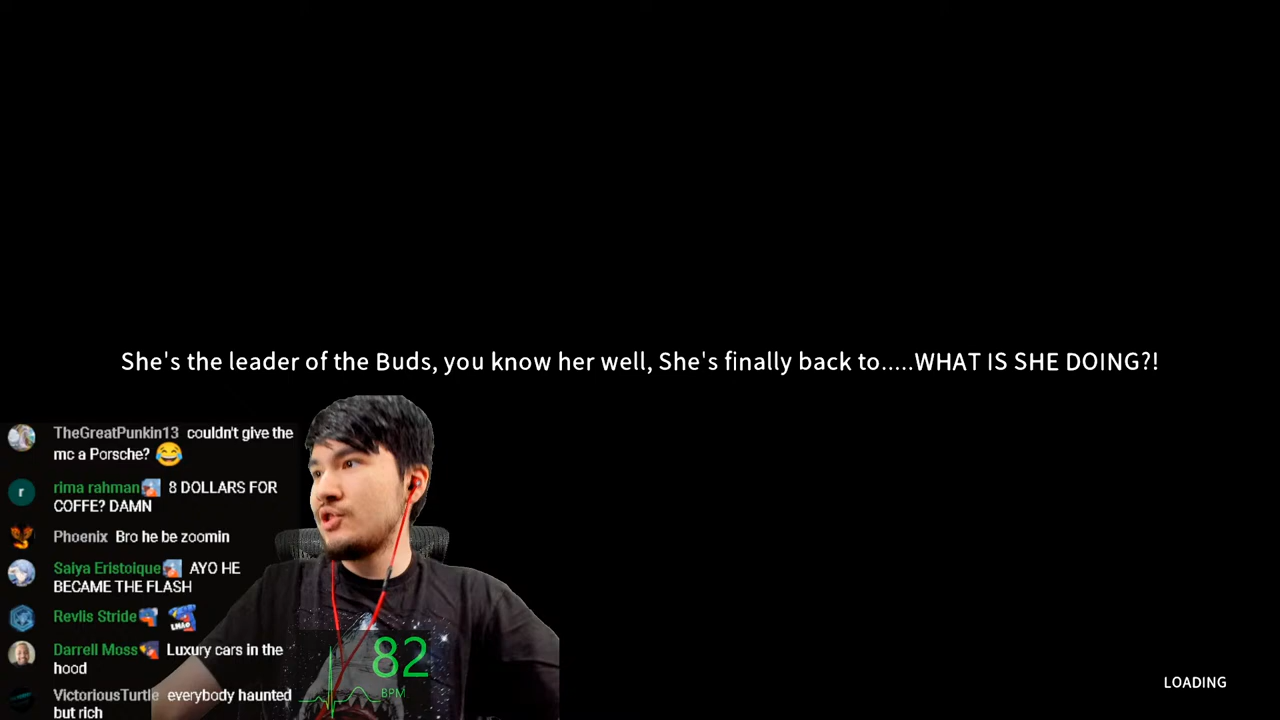 She's the leader of the Buds, you know her well, She's finally back to.....WHAT IS SHE DOING?!
TheGreatPunkin13 couldn't give the
mc a Porsche? 😂
r
rima rahman 8 DOLLARS FOR
COFFE? DAMN
Phoenix Bro he be zoomin
Saiya Eristoique AYO HE
BECAME THE FLASH
Revlis Stride LMAO
Darrell Moss Luxury cars in the
hood
VictoriousTurtle everybody haunted
but rich
82
BPM
LOADING